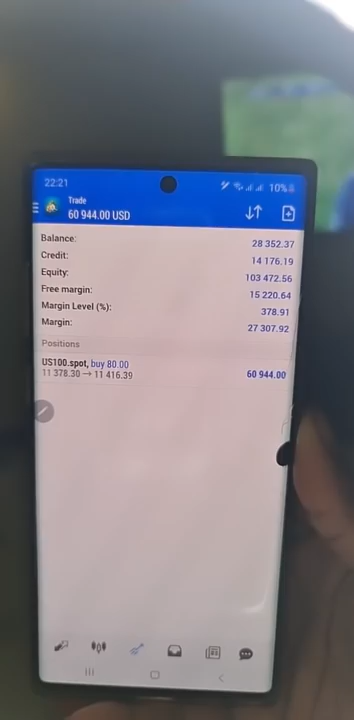 22:21
10%
Trade
60 944.00 USD
Balance: 28 352.37
Credit: 14 176.19
Equity: 103 472.56
Free margin: 15 220.64
Margin Level (%): 378.91
Margin: 27 307.92
Positions
US100.spot, buy 80.00
11 378.30 → 11 416.39 60 944.00